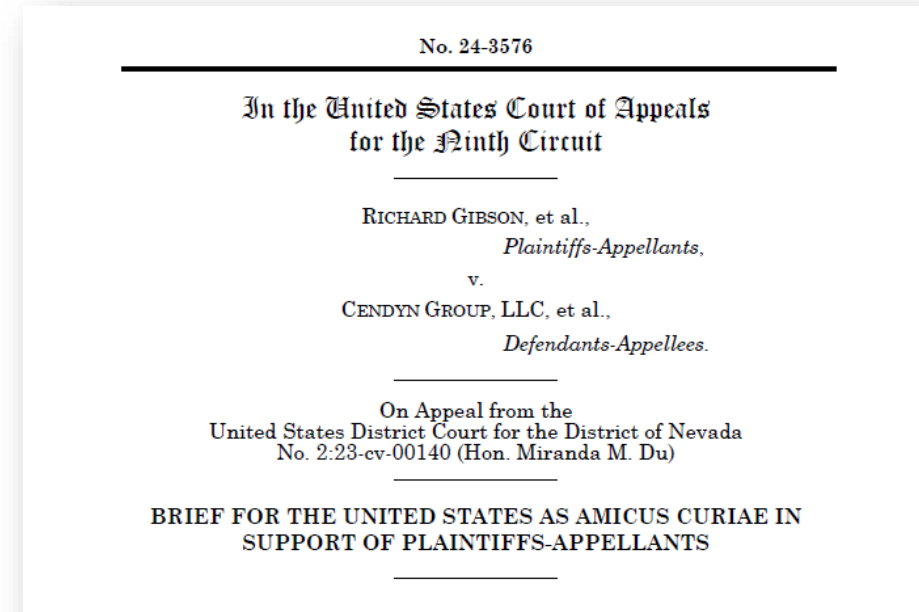 No. 24-3576
In the United States Court of Appeals
for the Ninth Circuit
RICHARD GIBSON, et al.,
Plaintiffs-Appellants,
v.
CENDYN GROUP, LLC, et al.,
Defendants-Appellees.
On Appeal from the
United States District Court for the District of Nevada
No. 2:23-cv-00140 (Hon. Miranda M. Du)
BRIEF FOR THE UNITED STATES AS AMICUS CURIAE IN
SUPPORT OF PLAINTIFFS-APPELLANTS